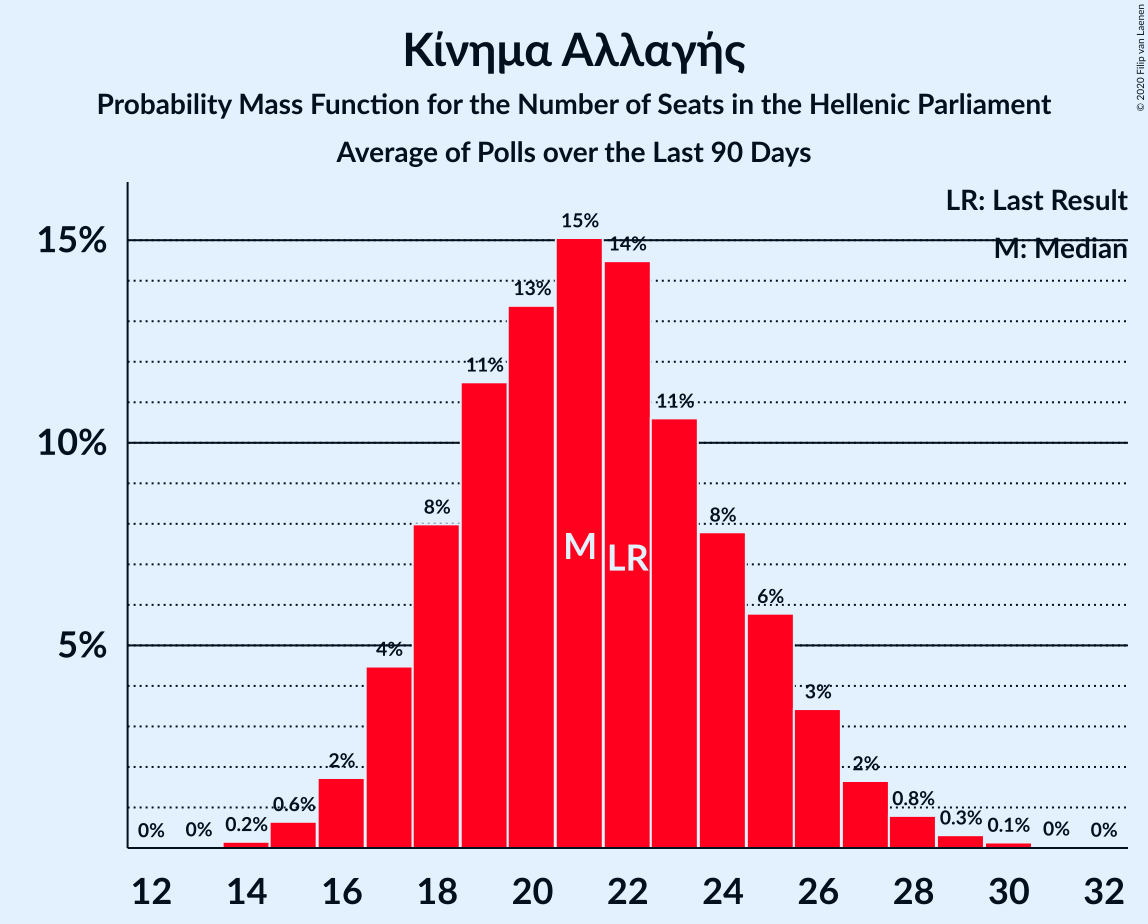 Κίνημα Αλλαγής
Probability Mass Function for the Number of Seats in the Hellenic Parliament
Average of Polls over the Last 90 Days
© 2020 Filip van Laenen
LR: Last Result
M: Median
15%
10%
5%
0%
0%
0.2%
0.6%
2%
4%
8%
11%
13%
15%
14%
11%
8%
6%
3%
2%
0.8%
0.3%
0.1%
0%
0%
M
LR
12 14 16 18 20 22 24 26 28 30 32